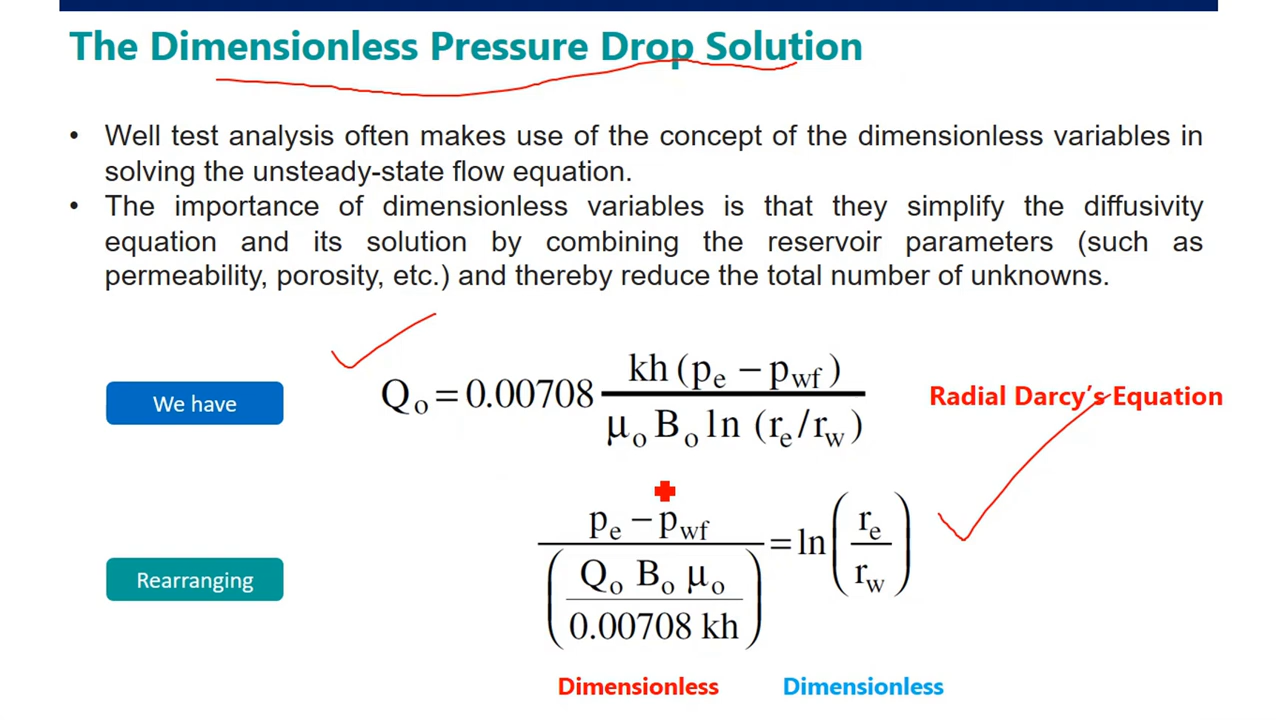 The Dimensionless Pressure Drop Solution
• Well test analysis often makes use of the concept of the dimensionless variables in
solving the unsteady-state flow equation.
• The importance of dimensionless variables is that they simplify the diffusivity
equation and its solution by combining the reservoir parameters (such as
permeability, porosity, etc.) and thereby reduce the total number of unknowns.
We have
Qo = 0.00708 kh (pe − pwf) / μo Bo ln (re/rw)
Radial Darcy's Equation
Rearranging
pe − pwf / (Qo Bo μo / 0.00708 kh) = ln (re / rw)
Dimensionless Dimensionless